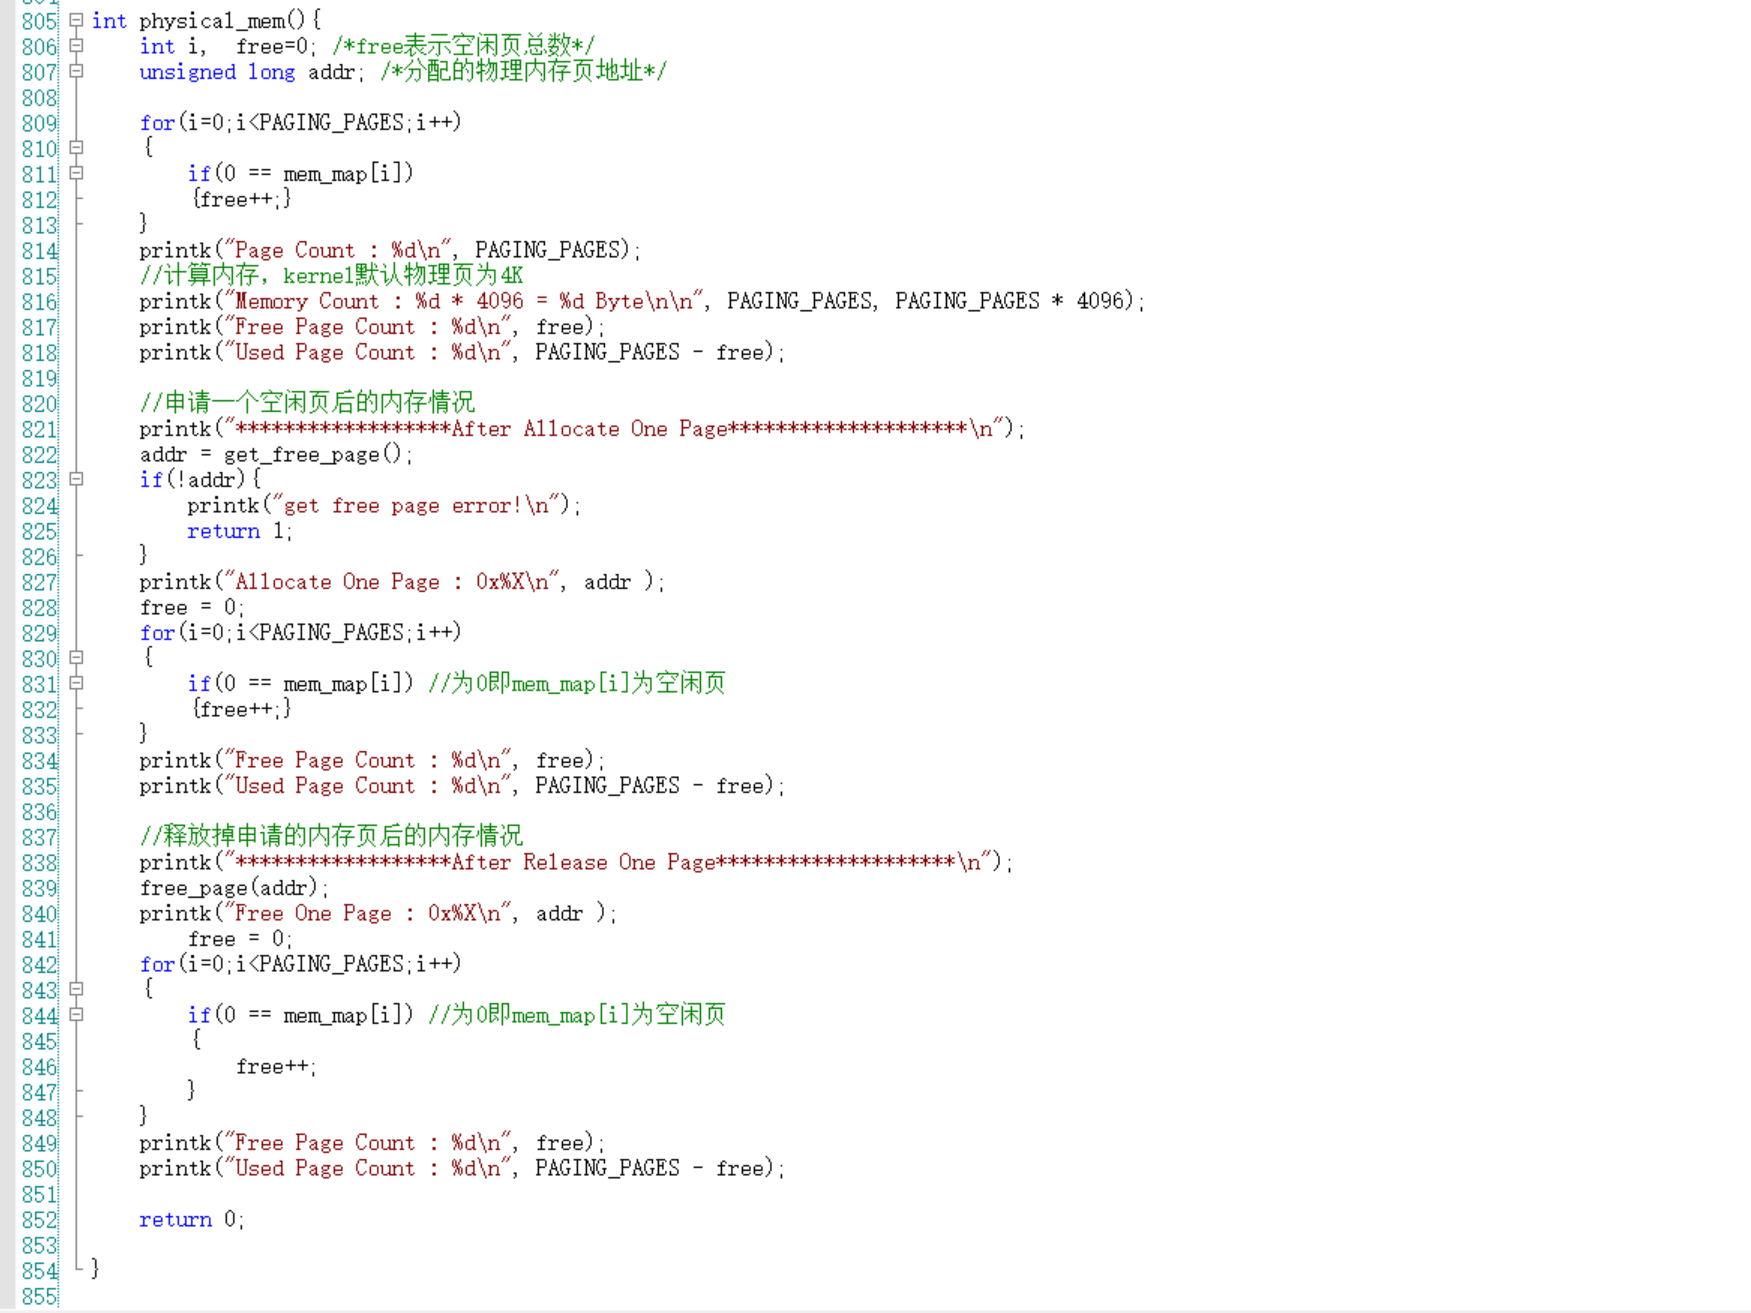 805 int physical_mem(){
806     int i,  free=0; /*free表示空闲页总数*/
807     unsigned long addr; /*分配的物理内存页地址*/
808
809     for(i=0;i<PAGING_PAGES;i++)
810     {
811         if(0 == mem_map[i])
812         {free++;}
813     }
814     printk("Page Count : %d\n", PAGING_PAGES);
815     //计算内存，kernel默认物理页为4K
816     printk("Memory Count : %d * 4096 = %d Byte\n\n", PAGING_PAGES, PAGING_PAGES * 4096);
817     printk("Free Page Count : %d\n", free);
818     printk("Used Page Count : %d\n", PAGING_PAGES - free);
819
820     //申请一个空闲页后的内存情况
821     printk("******************After Allocate One Page********************\n");
822     addr = get_free_page();
823     if(!addr){
824         printk("get free page error!\n");
825         return 1;
826     }
827     printk("Allocate One Page : 0x%X\n", addr );
828     free = 0;
829     for(i=0;i<PAGING_PAGES;i++)
830     {
831         if(0 == mem_map[i]) //为0即mem_map[i]为空闲页
832         {free++;}
833     }
834     printk("Free Page Count : %d\n", free);
835     printk("Used Page Count : %d\n", PAGING_PAGES - free);
836
837     //释放掉申请的内存页后的内存情况
838     printk("******************After Release One Page********************\n");
839     free_page(addr);
840     printk("Free One Page : 0x%X\n", addr );
841         free = 0;
842     for(i=0;i<PAGING_PAGES;i++)
843     {
844         if(0 == mem_map[i]) //为0即mem_map[i]为空闲页
845         {
846             free++;
847         }
848     }
849     printk("Free Page Count : %d\n", free);
850     printk("Used Page Count : %d\n", PAGING_PAGES - free);
851
852     return 0;
853
854 }
855